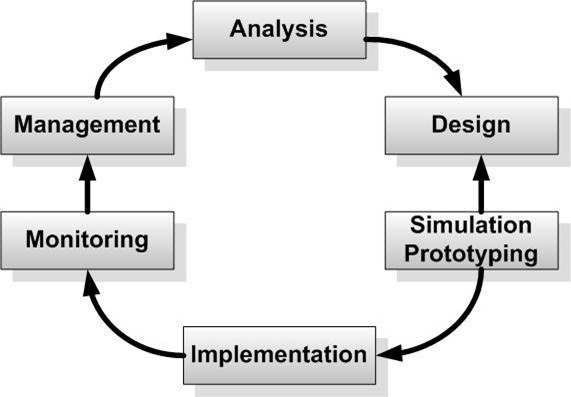 Analysis
Management
Design
Monitoring
Simulation
Prototyping
Implementation